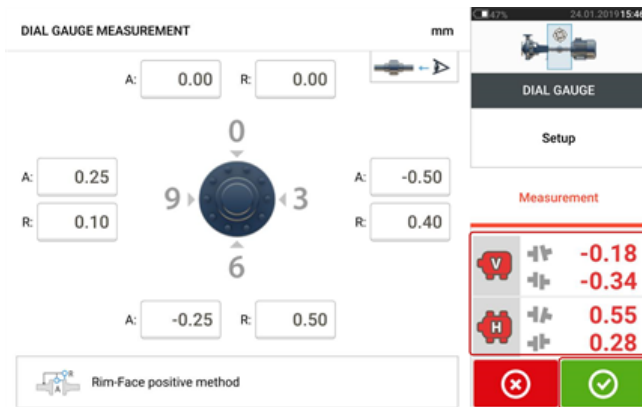 47% 24.01.2019 15:46
DIAL GAUGE MEASUREMENT mm
A: 0.00 R: 0.00
DIAL GAUGE
0
Setup
A: 0.25 A: -0.50
9 3
Measurement
R: 0.10 R: 0.40
6
V -0.18
-0.34
A: -0.25 R: 0.50
H 0.55
0.28
R
A
Rim-Face positive method